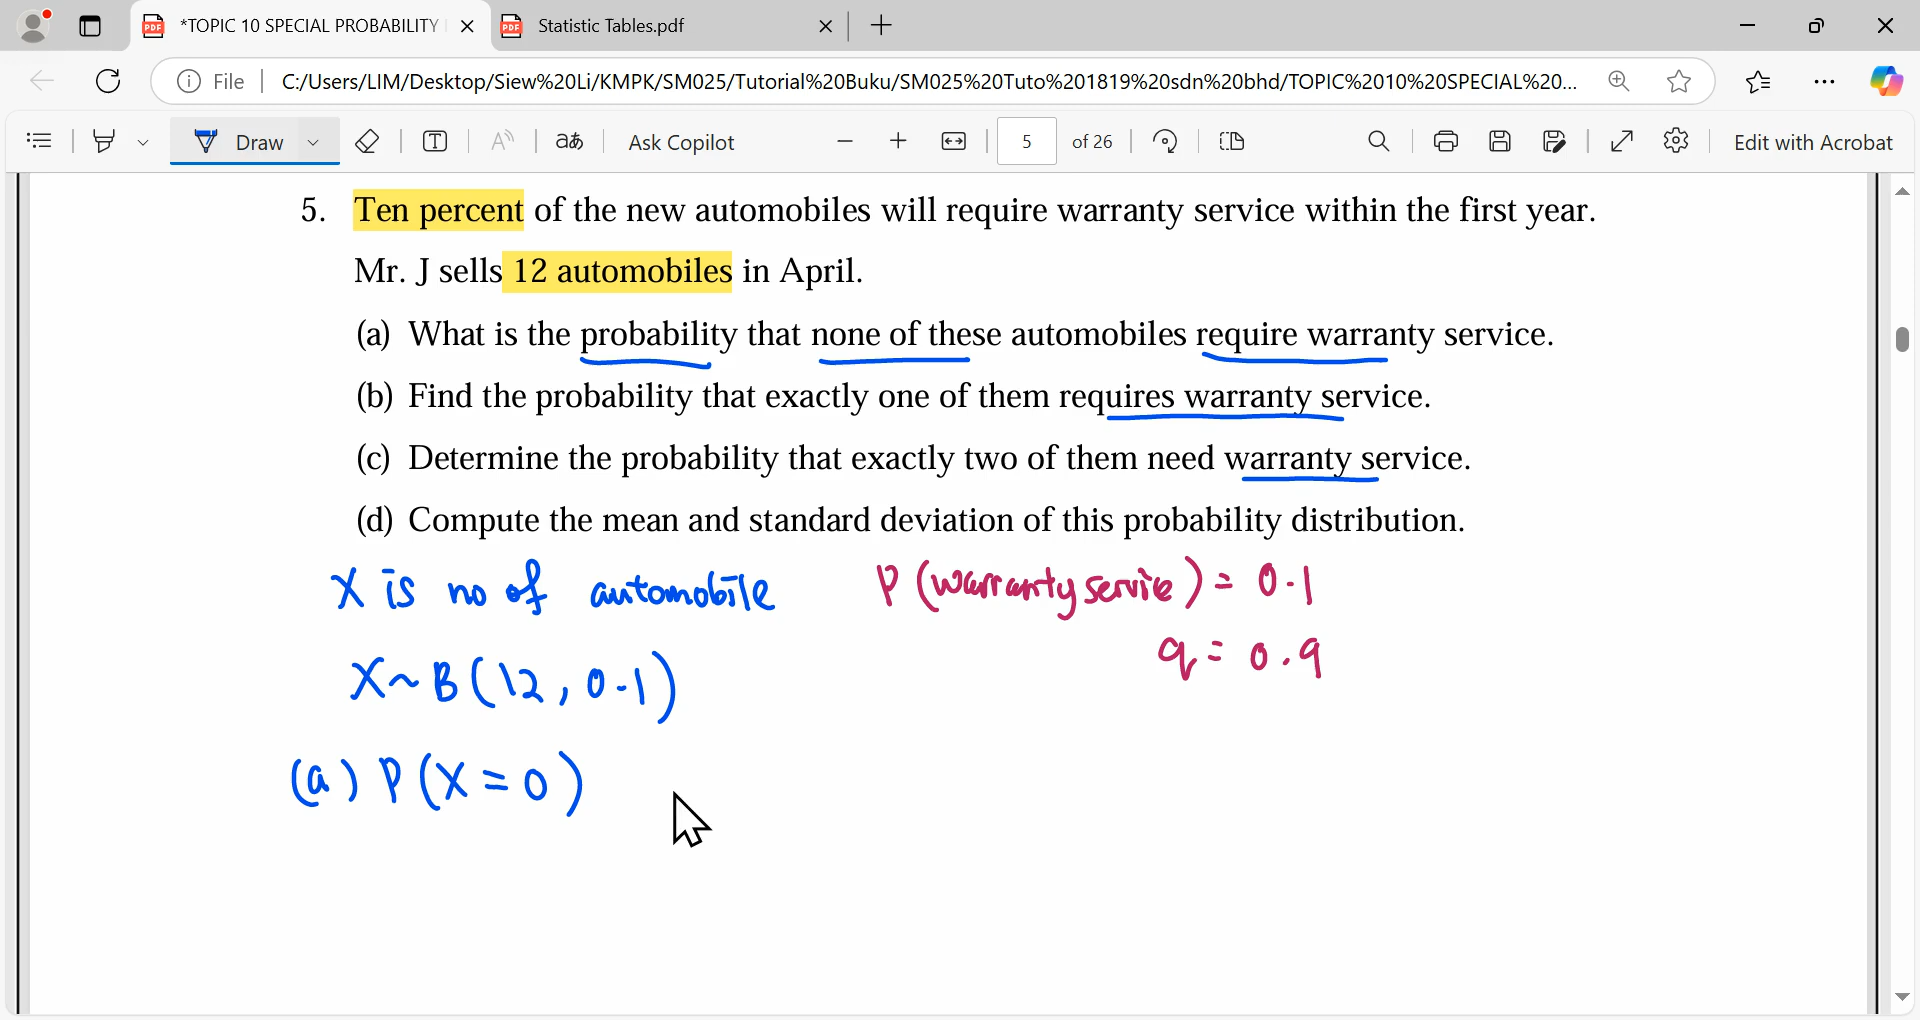 *TOPIC 10 SPECIAL PROBABILITY
Statistic Tables.pdf
File
C:/Users/LIM/Desktop/Siew%20Li/KMPK/SM025/Tutorial%20Buku/SM025%20Tuto%201819%20sdn%20bhd/TOPIC%2010%20SPECIAL%20...
Draw
aあ
Ask Copilot
5
of 26
Edit with Acrobat
5. Ten percent of the new automobiles will require warranty service within the first year.
Mr. J sells 12 automobiles in April.
(a) What is the probability that none of these automobiles require warranty service.
(b) Find the probability that exactly one of them requires warranty service.
(c) Determine the probability that exactly two of them need warranty service.
(d) Compute the mean and standard deviation of this probability distribution.
X is no of automobile
P (warranty servie) = 0.1
q = 0.9
X~B(12, 0.1)
(a) P(X=0)